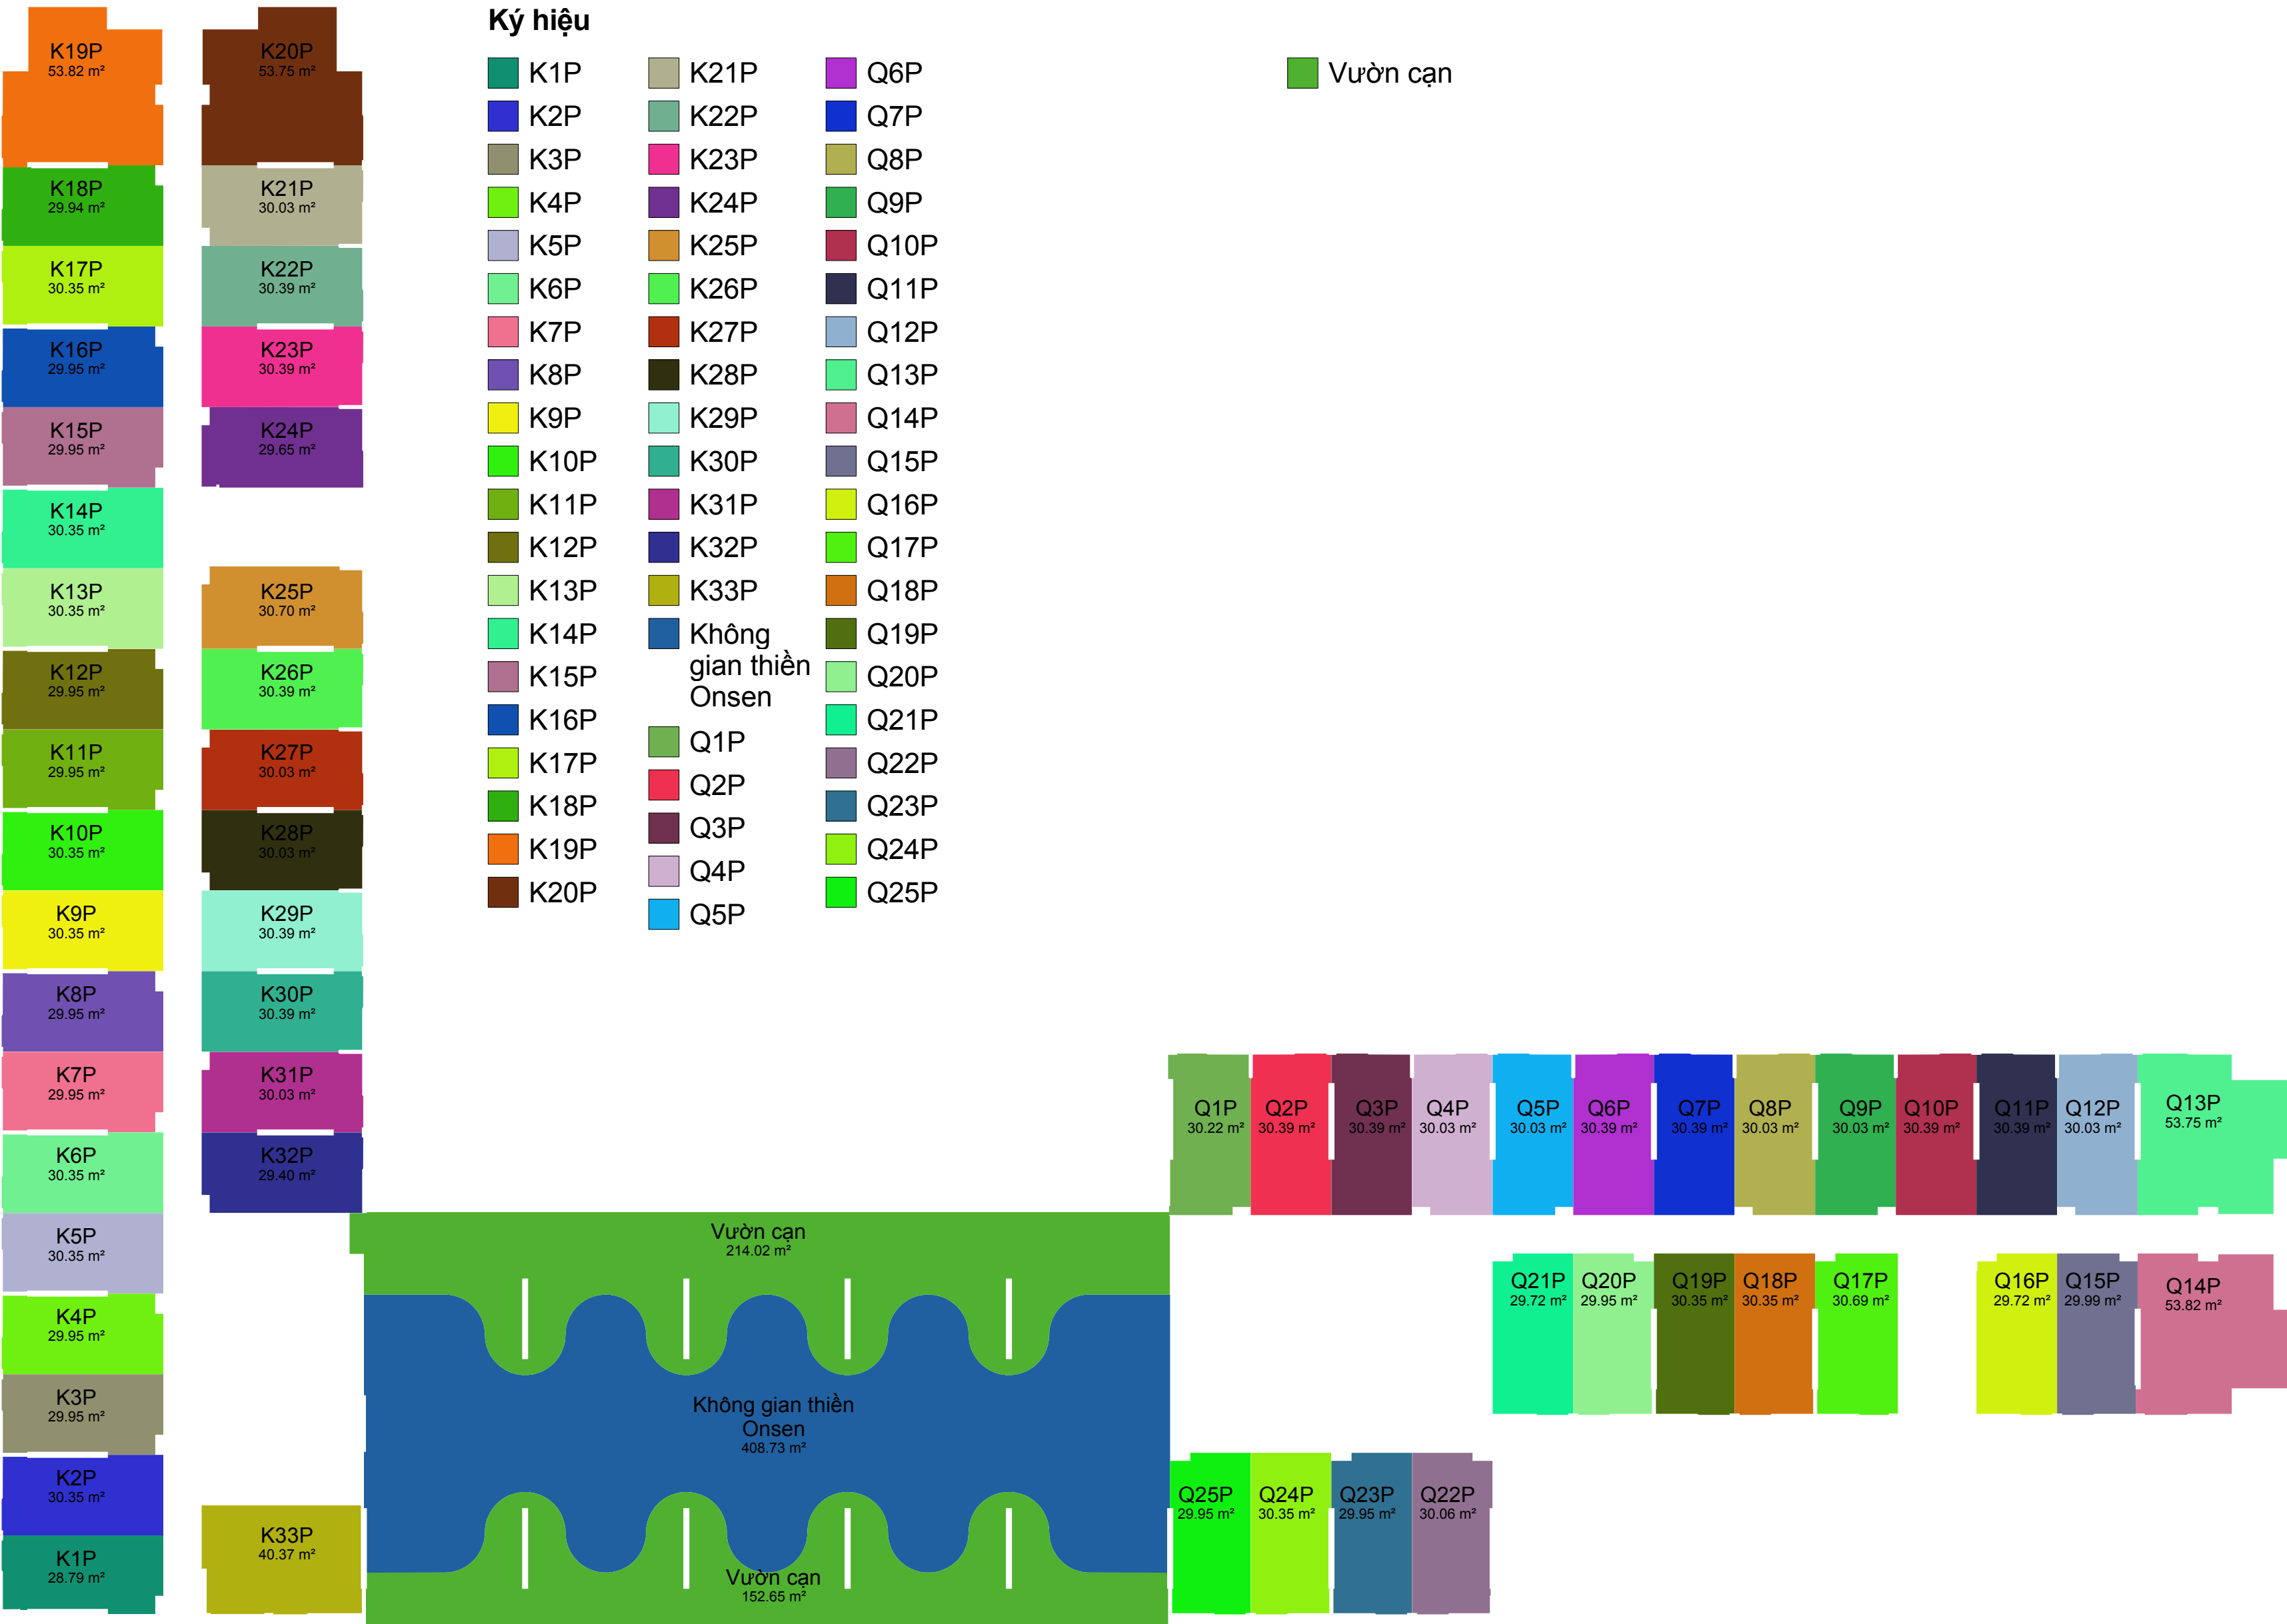 Ký hiệu
K1P
K2P
K3P
K4P
K5P
K6P
K7P
K8P
K9P
K10P
K11P
K12P
K13P
K14P
K15P
K16P
K17P
K18P
K19P
K20P
K21P
K22P
K23P
K24P
K25P
K26P
K27P
K28P
K29P
K30P
K31P
K32P
K33P
Không
gian thiền
Onsen
Q1P
Q2P
Q3P
Q4P
Q5P
Q6P
Q7P
Q8P
Q9P
Q10P
Q11P
Q12P
Q13P
Q14P
Q15P
Q16P
Q17P
Q18P
Q19P
Q20P
Q21P
Q22P
Q23P
Q24P
Q25P
Vườn cạn
K19P
53.82 m²
K18P
29.94 m²
K17P
30.35 m²
K16P
29.95 m²
K15P
29.95 m²
K14P
30.35 m²
K13P
30.35 m²
K12P
29.95 m²
K11P
29.95 m²
K10P
30.35 m²
K9P
30.35 m²
K8P
29.95 m²
K7P
29.95 m²
K6P
30.35 m²
K5P
30.35 m²
K4P
29.95 m²
K3P
29.95 m²
K2P
30.35 m²
K1P
28.79 m²
K20P
53.75 m²
K21P
30.03 m²
K22P
30.39 m²
K23P
30.39 m²
K24P
29.65 m²
K25P
30.70 m²
K26P
30.39 m²
K27P
30.03 m²
K28P
30.03 m²
K29P
30.39 m²
K30P
30.39 m²
K31P
30.03 m²
K32P
29.40 m²
K33P
40.37 m²
Vườn cạn
214.02 m²
Không gian thiền
Onsen
408.73 m²
Vườn cạn
152.65 m²
Q1P
30.22 m²
Q2P
30.39 m²
Q3P
30.39 m²
Q4P
30.03 m²
Q5P
30.03 m²
Q6P
30.39 m²
Q7P
30.39 m²
Q8P
30.03 m²
Q9P
30.03 m²
Q10P
30.39 m²
Q11P
30.39 m²
Q12P
30.03 m²
Q13P
53.75 m²
Q21P
29.72 m²
Q20P
29.95 m²
Q19P
30.35 m²
Q18P
30.35 m²
Q17P
30.69 m²
Q16P
29.72 m²
Q15P
29.99 m²
Q14P
53.82 m²
Q25P
29.95 m²
Q24P
30.35 m²
Q23P
29.95 m²
Q22P
30.06 m²